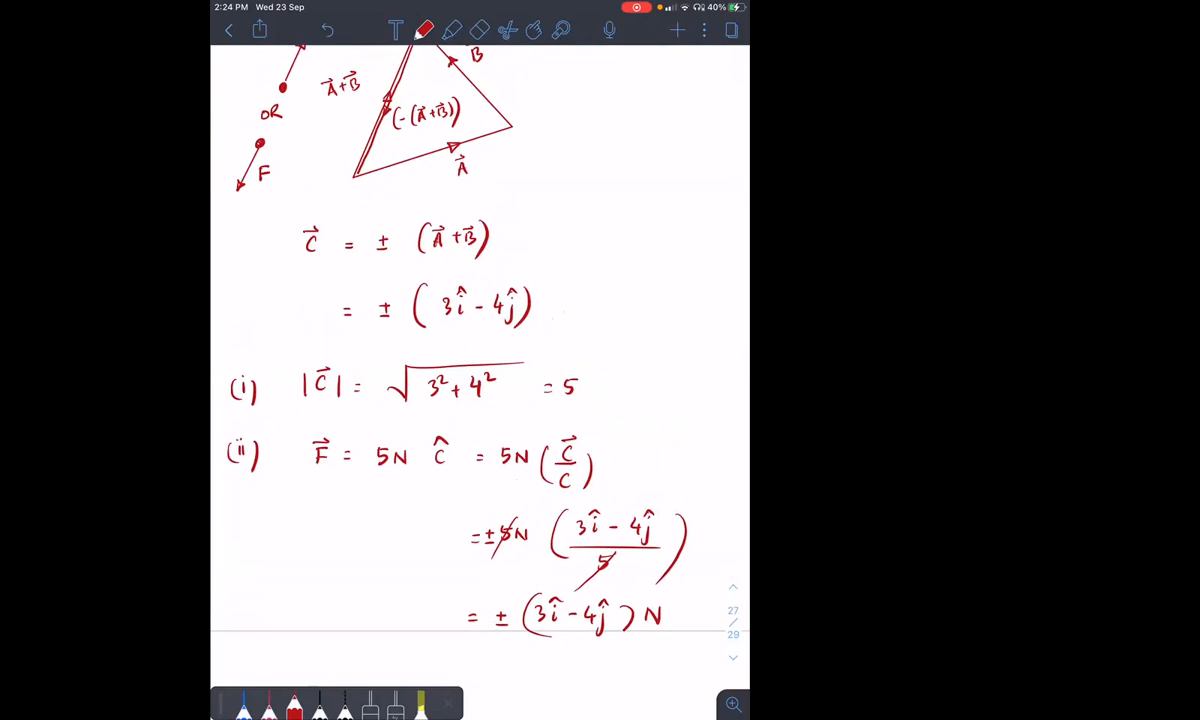 2:24 PM Wed 23 Sep
40%
T
B
A⃗+B⃗
OR
(-(A⃗+B⃗))
F
A⃗
C⃗ = ± (A⃗+B⃗)
= ± (3î - 4ĵ)
(i) |C⃗| = √(3²+4²) = 5
(ii) F⃗ = 5N Ĉ = 5N (C⃗/C)
= ± 5N ((3î - 4ĵ)/5)
= ± (3î - 4ĵ) N
27
/
29